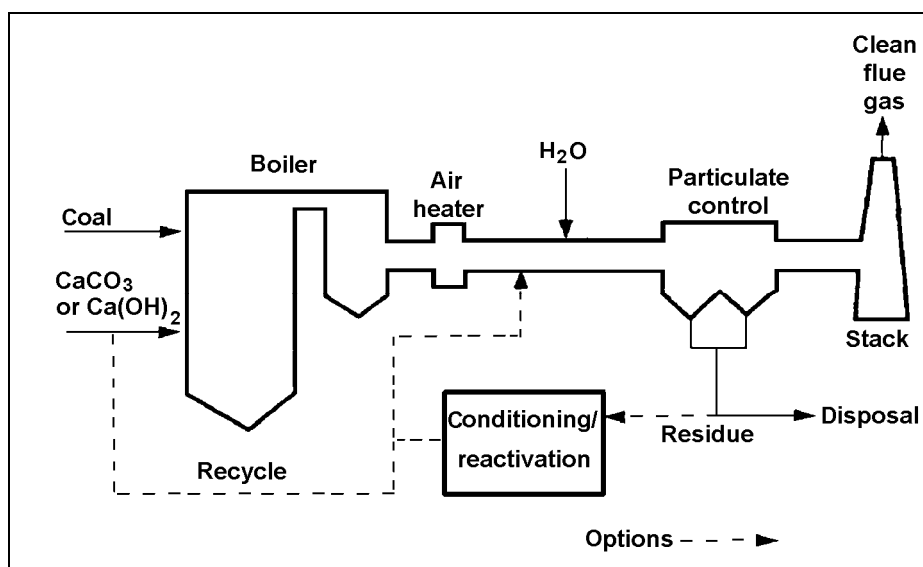 Clean
flue
gas
H₂O
Boiler
Air
heater
Particulate
control
Coal
CaCO₃
or Ca(OH)₂
Stack
Conditioning/
reactivation
Residue
Disposal
Recycle
Options